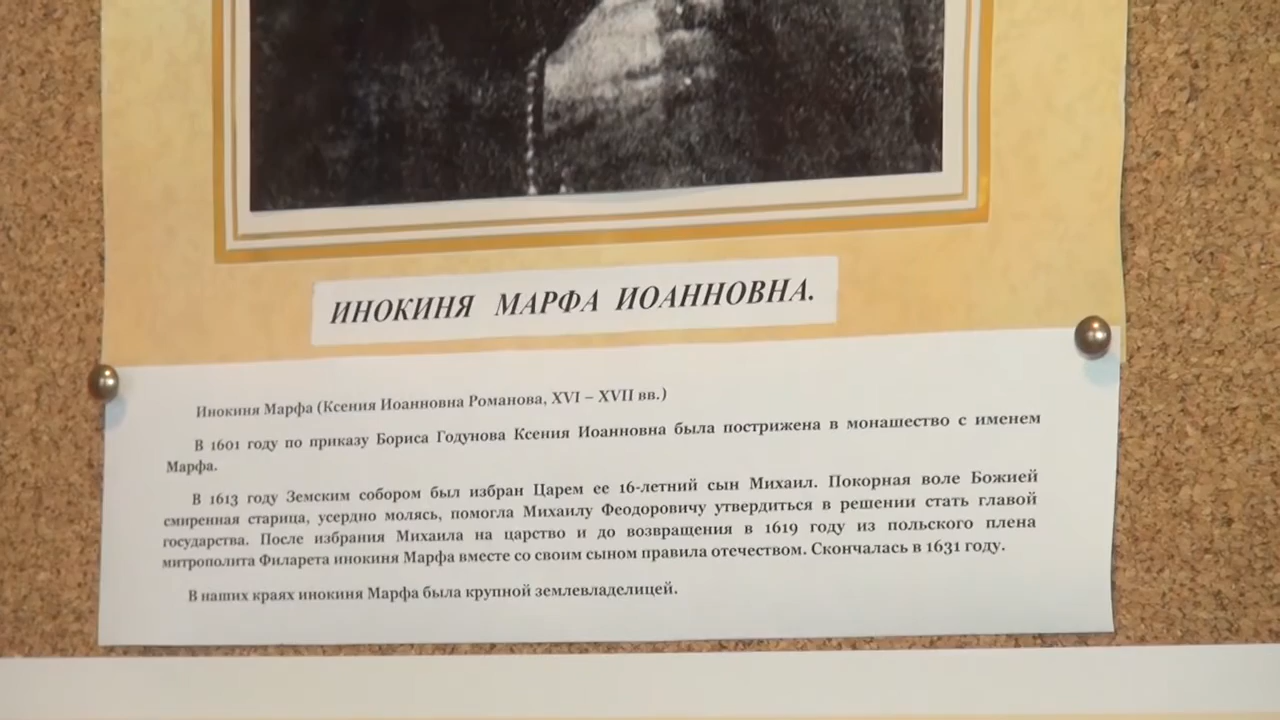 ИНОКИНЯ МАРФА ИОАННОВНА.
Инокиня Марфа (Ксения Иоанновна Романова, XVI – XVII вв.)
В 1601 году по приказу Бориса Годунова Ксения Иоанновна была пострижена в монашество с именем
Марфа.
В 1613 году Земским собором был избран Царем ее 16-летний сын Михаил. Покорная воле Божией
смиренная старица, усердно молясь, помогла Михаилу Феодоровичу утвердиться в решении стать главой
государства. После избрания Михаила на царство и до возвращения в 1619 году из польского плена
митрополита Филарета инокиня Марфа вместе со своим сыном правила отечеством. Скончалась в 1631 году.
В наших краях инокиня Марфа была крупной землевладелицей.